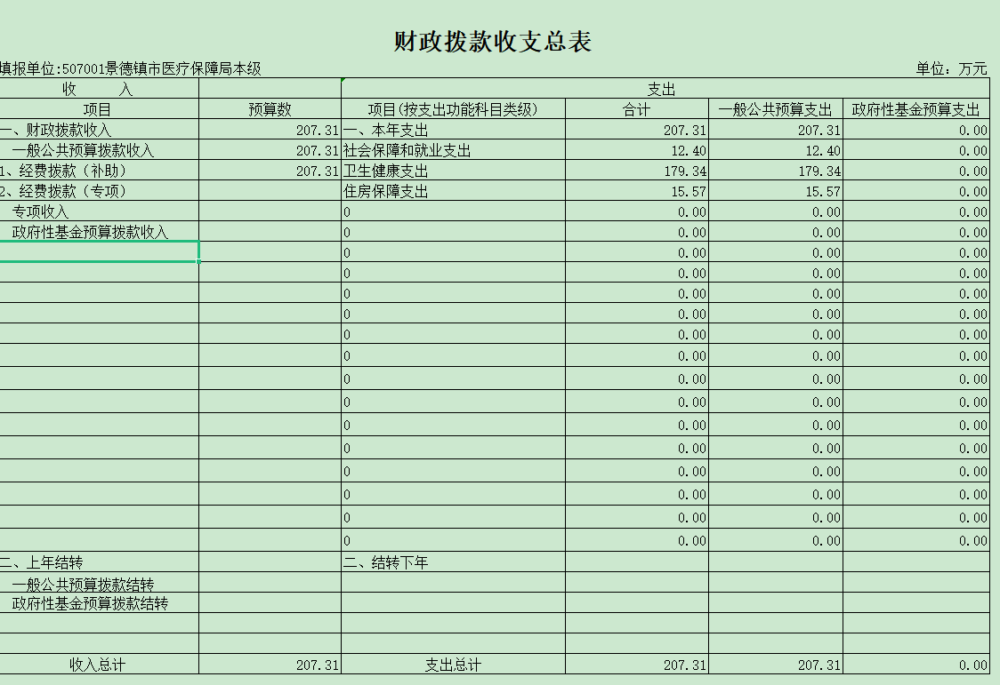 财政拨款收支总表
填报单位:507001景德镇市医疗保障局本级 单位：万元
收 入 支出
项目 预算数 项目(按支出功能科目类级) 合计 一般公共预算支出 政府性基金预算支出
一、财政拨款收入 207.31 一、本年支出 207.31 207.31 0.00
一般公共预算拨款收入 207.31 社会保障和就业支出 12.40 12.40 0.00
1、经费拨款（补助） 207.31 卫生健康支出 179.34 179.34 0.00
2、经费拨款（专项） 住房保障支出 15.57 15.57 0.00
专项收入 0 0.00 0.00 0.00
政府性基金预算拨款收入 0 0.00 0.00 0.00
0 0.00 0.00 0.00
0 0.00 0.00 0.00
0 0.00 0.00 0.00
0 0.00 0.00 0.00
0 0.00 0.00 0.00
0 0.00 0.00 0.00
0 0.00 0.00 0.00
0 0.00 0.00 0.00
0 0.00 0.00 0.00
0 0.00 0.00 0.00
0 0.00 0.00 0.00
0 0.00 0.00 0.00
0 0.00 0.00 0.00
0 0.00 0.00 0.00
二、上年结转 二、结转下年
一般公共预算拨款结转
政府性基金预算拨款结转
收入总计 207.31 支出总计 207.31 207.31 0.00